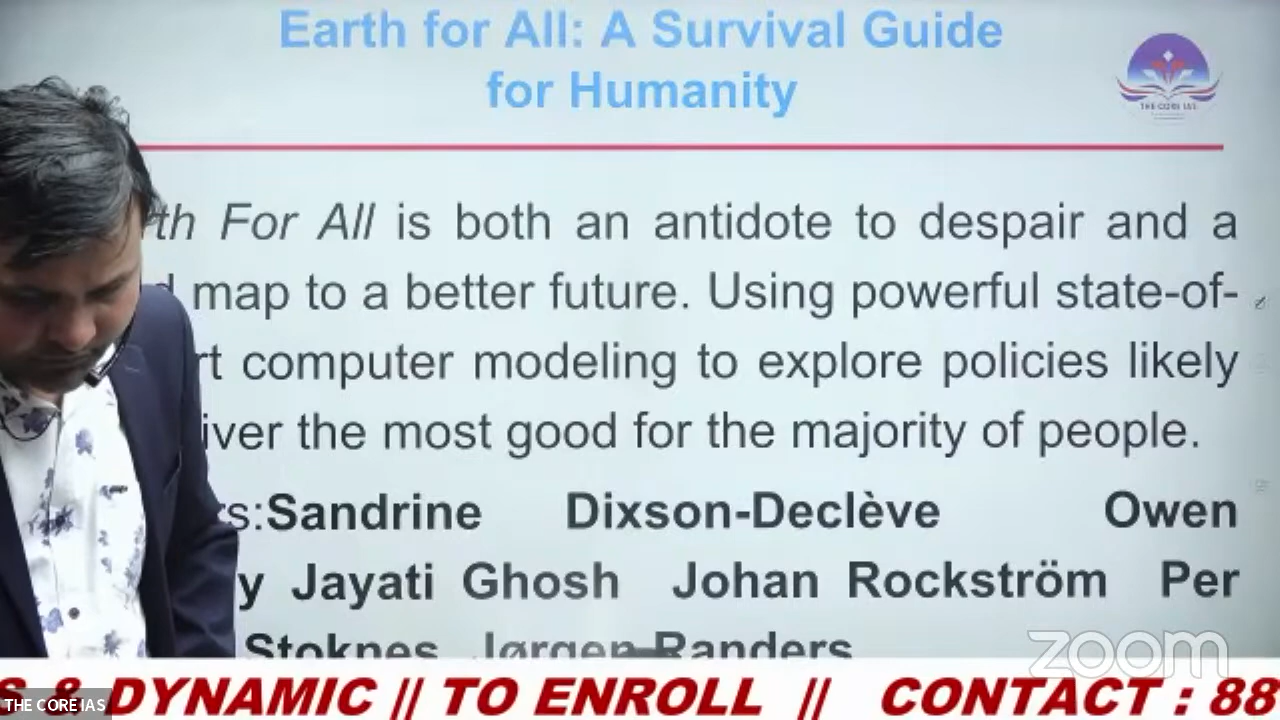 Earth for All: A Survival Guide
for Humanity
THE CORE IAS
th For All is both an antidote to despair and a
d map to a better future. Using powerful state-of-
rt computer modeling to explore policies likely
iver the most good for the majority of people.
rs:Sandrine Dixson-Declève Owen
y Jayati Ghosh Johan Rockström Per
Stoknes Jørgen Randers
zoom
S & DYNAMIC || TO ENROLL || CONTACT : 88
THE CORE IAS